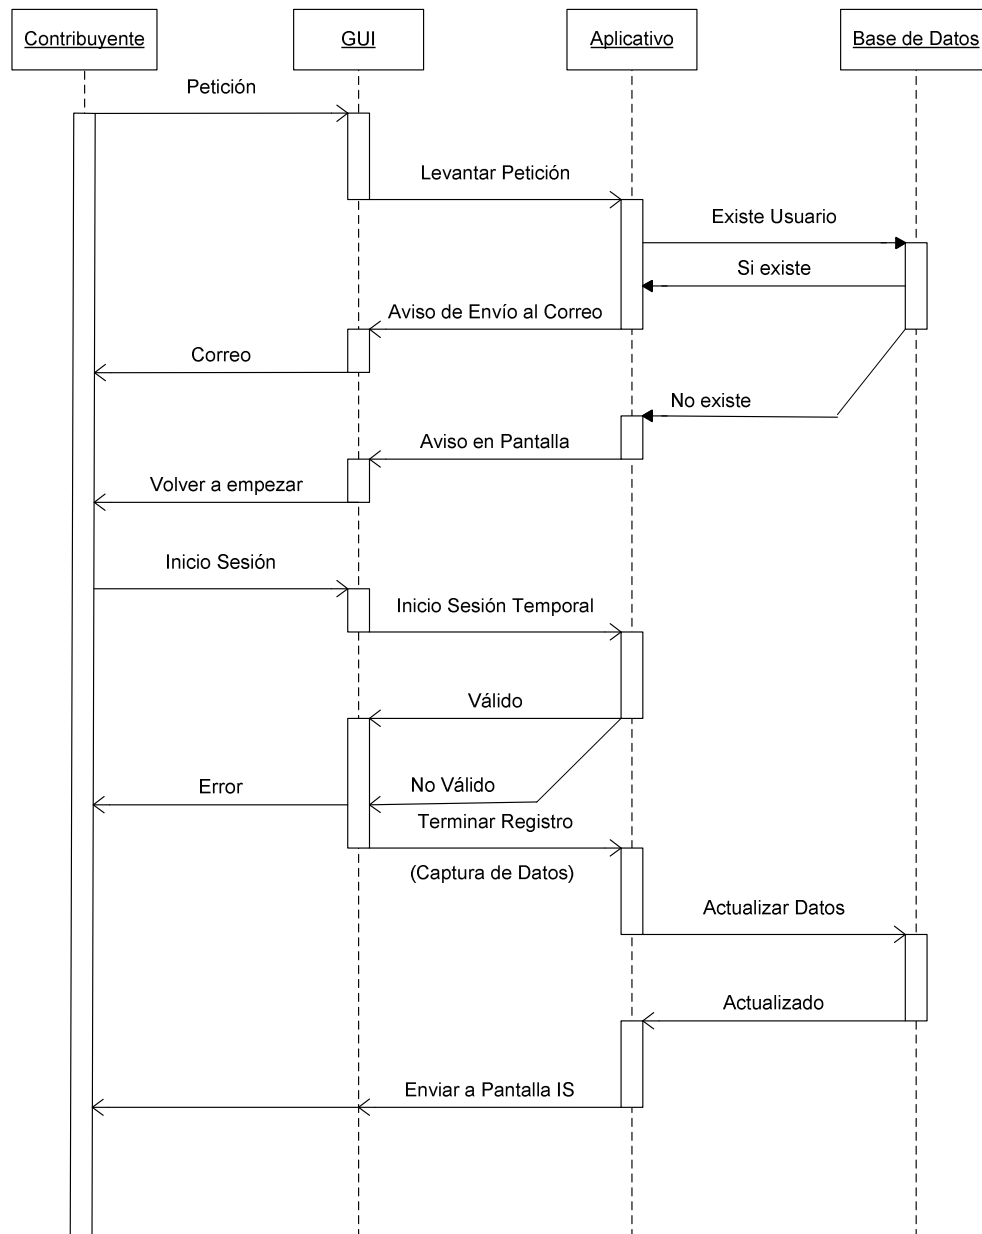 Contribuyente
GUI
Aplicativo
Base de Datos
Petición
Levantar Petición
Existe Usuario
Si existe
Aviso de Envío al Correo
Correo
No existe
Aviso en Pantalla
Volver a empezar
Inicio Sesión
Inicio Sesión Temporal
Válido
No Válido
Error
Terminar Registro
(Captura de Datos)
Actualizar Datos
Actualizado
Enviar a Pantalla IS